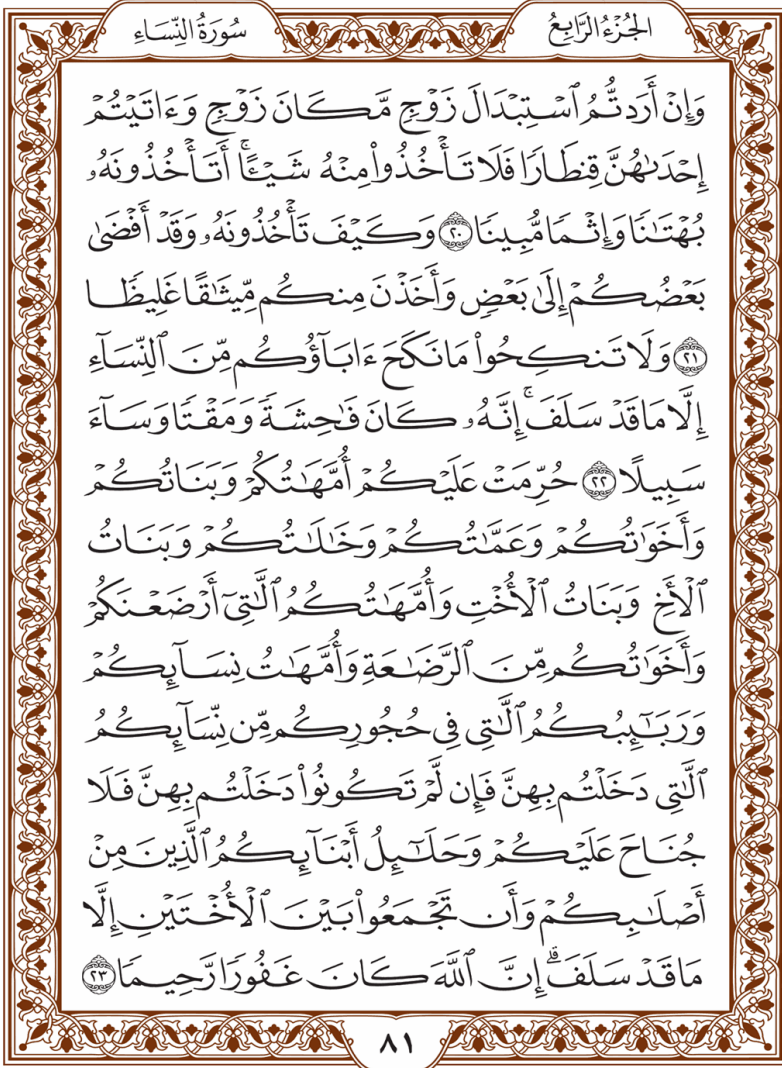 الجُزْءُ الرَّابِعُ
سُورَةُ النِّسَاءِ
وَإِنْ أَرَدتُّمُ ٱسْتِبْدَالَ زَوْجٍ مَّكَانَ زَوْجٍ وَءَاتَيْتُمْ
إِحْدَىٰهُنَّ قِنطَارًا فَلَا تَأْخُذُوا۟ مِنْهُ شَيْـًٔا ۚ أَتَأْخُذُونَهُۥ
بُهْتَـٰنًا وَإِثْمًا مُّبِينًا ٢٠ وَكَيْفَ تَأْخُذُونَهُۥ وَقَدْ أَفْضَىٰ
بَعْضُكُمْ إِلَىٰ بَعْضٍ وَأَخَذْنَ مِنكُم مِّيثَـٰقًا غَلِيظًا
٢١ وَلَا تَنكِحُوا۟ مَا نَكَحَ ءَابَآؤُكُم مِّنَ ٱلنِّسَآءِ
إِلَّا مَا قَدْ سَلَفَ ۚ إِنَّهُۥ كَانَ فَـٰحِشَةً وَمَقْتًا وَسَآءَ
سَبِيلًا ٢٢ حُرِّمَتْ عَلَيْكُمْ أُمَّهَـٰتُكُمْ وَبَنَاتُكُمْ
وَأَخَوَٰتُكُمْ وَعَمَّـٰتُكُمْ وَخَـٰلَـٰتُكُمْ وَبَنَاتُ
ٱلْأَخِ وَبَنَاتُ ٱلْأُخْتِ وَأُمَّهَـٰتُكُمُ ٱلَّـٰتِىٓ أَرْضَعْنَكُمْ
وَأَخَوَٰتُكُم مِّنَ ٱلرَّضَـٰعَةِ وَأُمَّهَـٰتُ نِسَآئِكُمْ
وَرَبَـٰٓئِبُكُمُ ٱلَّـٰتِى فِى حُجُورِكُم مِّن نِّسَآئِكُمُ
ٱلَّـٰتِى دَخَلْتُم بِهِنَّ فَإِن لَّمْ تَكُونُوا۟ دَخَلْتُم بِهِنَّ فَلَا
جُنَاحَ عَلَيْكُمْ وَحَلَـٰٓئِلُ أَبْنَآئِكُمُ ٱلَّذِينَ مِنْ
أَصْلَـٰبِكُمْ وَأَن تَجْمَعُوا۟ بَيْنَ ٱلْأُخْتَيْنِ إِلَّا
مَا قَدْ سَلَفَ ۗ إِنَّ ٱللَّهَ كَانَ غَفُورًا رَّحِيمًا ٢٣
٨١